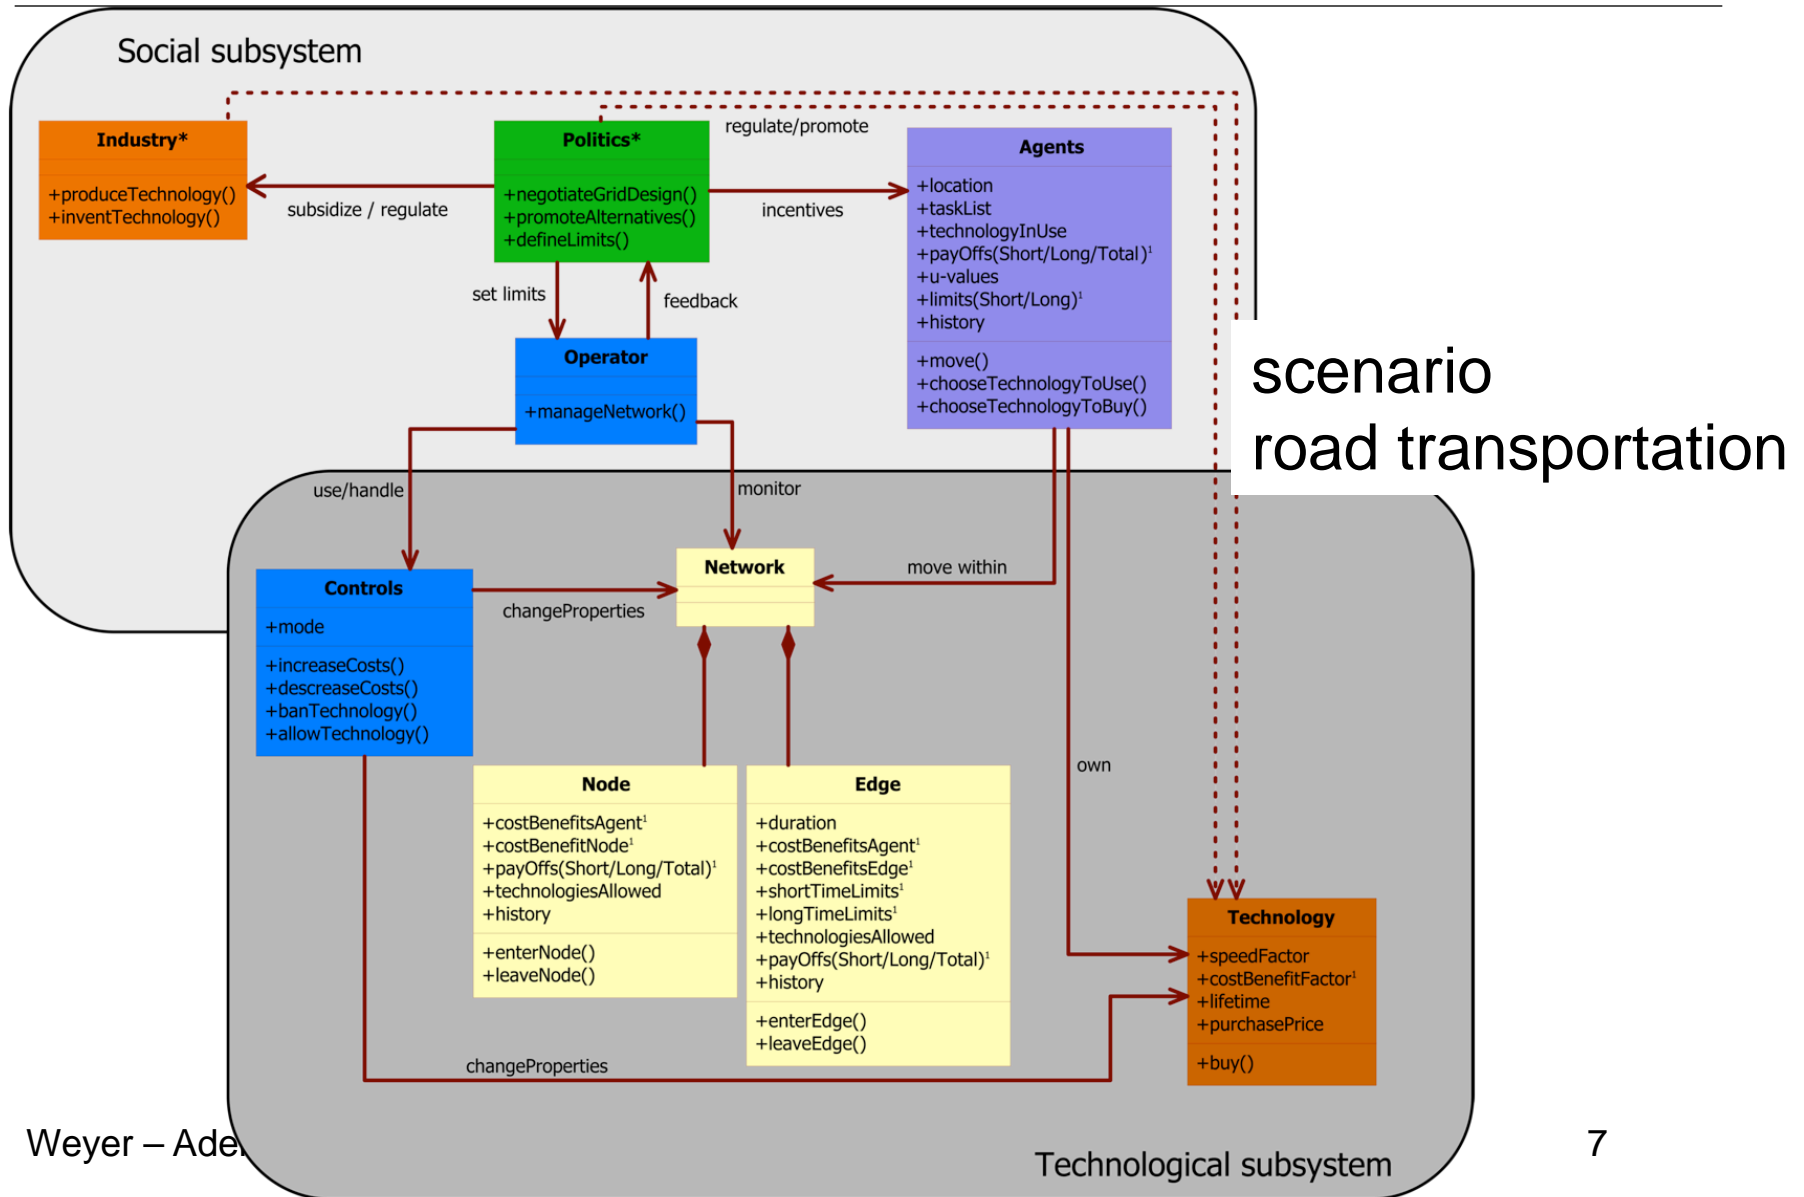 Social subsystem
Industry*
+produceTechnology()
+inventTechnology()
subsidize / regulate
Politics*
+negotiateGridDesign()
+promoteAlternatives()
+defineLimits()
regulate/promote
incentives
Agents
+location
+taskList
+technologyInUse
+payOffs(Short/Long/Total)¹
+u-values
+limits(Short/Long)¹
+history
+move()
+chooseTechnologyToUse()
+chooseTechnologyToBuy()
set limits
feedback
Operator
+manageNetwork()
scenario
road transportation
use/handle
monitor
Controls
+mode
+increaseCosts()
+descreaseCosts()
+banTechnology()
+allowTechnology()
changeProperties
Network
move within
own
Node
+costBenefitsAgent¹
+costBenefitNode¹
+payOffs(Short/Long/Total)¹
+technologiesAllowed
+history
+enterNode()
+leaveNode()
Edge
+duration
+costBenefitsAgent¹
+costBenefitsEdge¹
+shortTimeLimits¹
+longTimeLimits¹
+technologiesAllowed
+payOffs(Short/Long/Total)¹
+history
+enterEdge()
+leaveEdge()
Technology
+speedFactor
+costBenefitFactor¹
+lifetime
+purchasePrice
+buy()
changeProperties
Technological subsystem
Weyer –
7